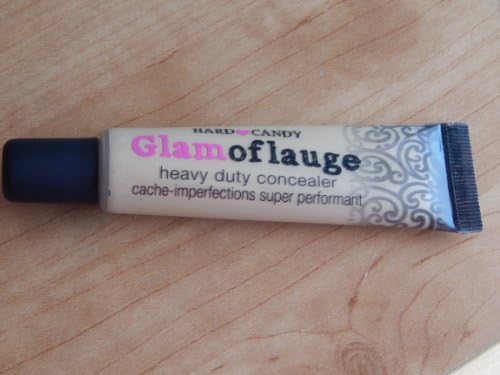 HARD♥CANDY
Glamoflauge
heavy duty concealer
cache-imperfections super performant